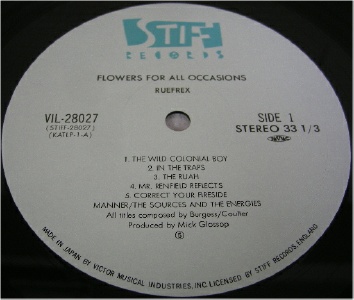 STIFF
RECORDS
FLOWERS FOR ALL OCCASIONS
RUEFREX
VIL-28027
(STIFF-28027)
(KATEP-1-A)
SIDE 1
STEREO 33 1/3
1. THE WILD COLONIAL BOY
2. IN THE TRAPS
3. THE RUAH
4. MR. RENFIELD REFLECTS
5. CORRECT YOUR FIRESIDE
MANNER/THE SOURCES AND THE ENERGIES
All titles composed by Burgess/Coulter
Produced by Mick Glossop
MADE IN JAPAN BY VICTOR MUSICAL INDUSTRIES, INC. LICENSED BY STIFF RECORDS, ENGLAND